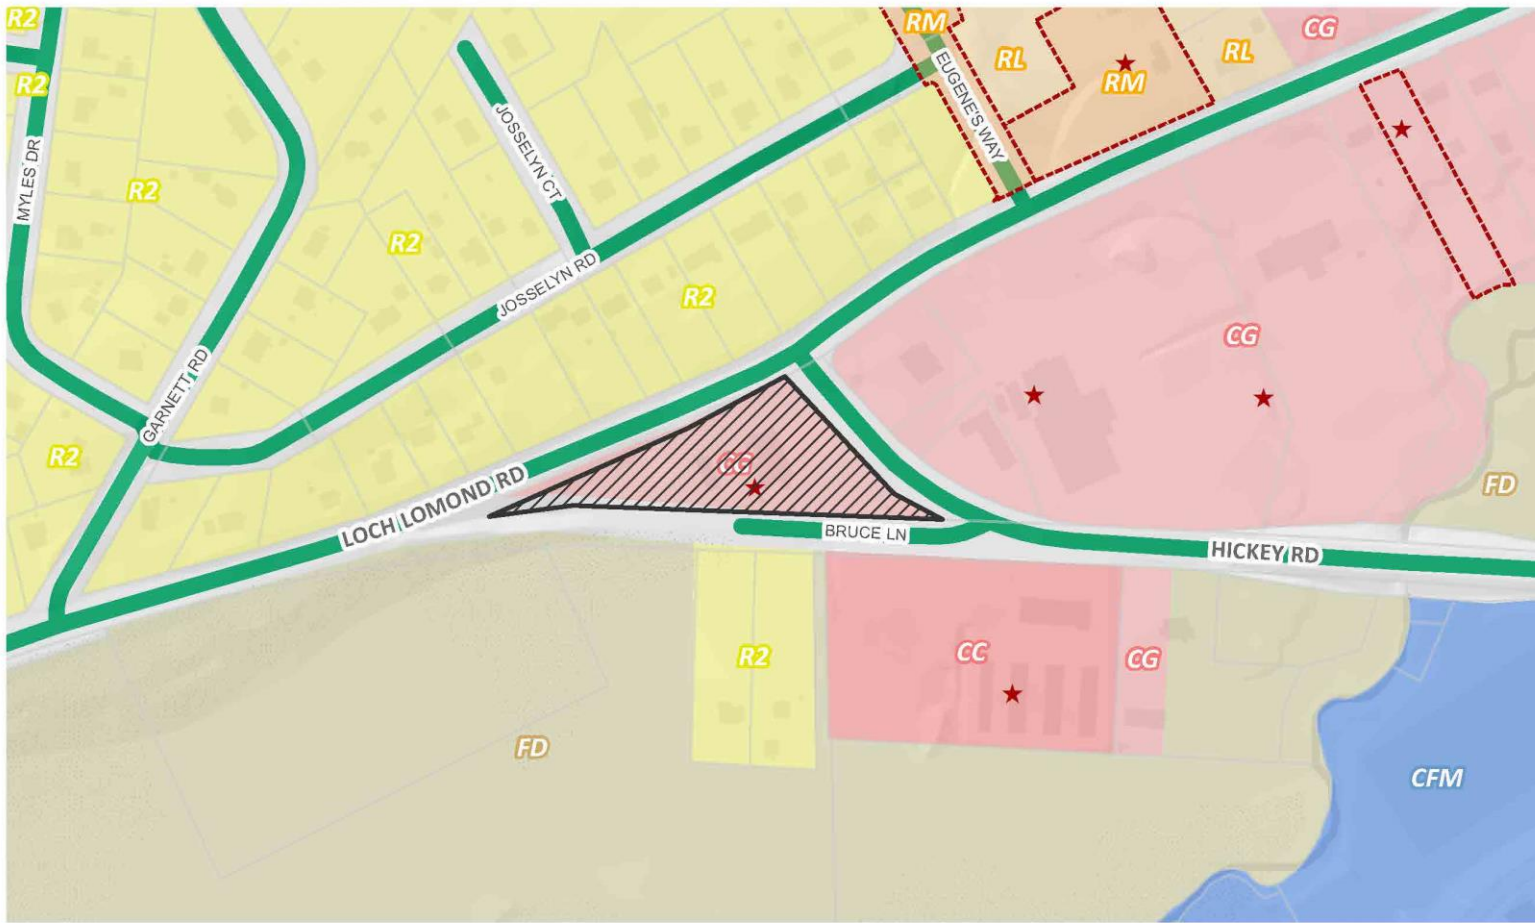 R2
RM
CG
RL
RL
RM
R2
EUGENE'S WAY
JOSSELYN CT
MYLES DR
R2
R2
JOSSELYN RD
R2
CG
GARNETT RD
R2
CG
LOCH LOMOND RD
FD
BRUCE LN
HICKEY RD
R2
CC
CG
FD
CFM